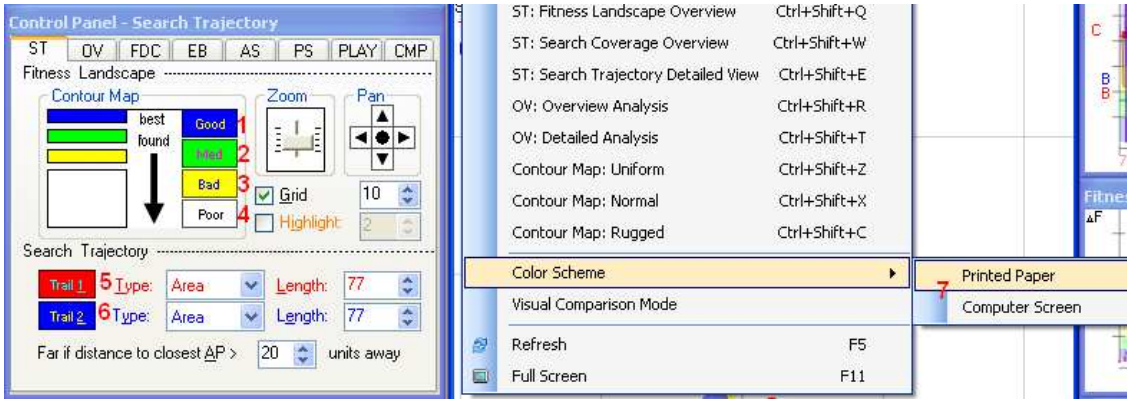 Control Panel - Search Trajectory
ST OV FDC EB AS PS PLAY CMP
Fitness Landscape
Contour Map Zoom Pan
best found
Good 1
Med 2
Bad 3
Poor 4
Grid 10
Highlight: 2
Search Trajectory
Trail 1 5 Type: Area Length: 77
Trail 2 6 Type: Area Length: 77
Far if distance to closest AP > 20 units away
ST: Fitness Landscape Overview Ctrl+Shift+Q
ST: Search Coverage Overview Ctrl+Shift+W
ST: Search Trajectory Detailed View Ctrl+Shift+E
OV: Overview Analysis Ctrl+Shift+R
OV: Detailed Analysis Ctrl+Shift+T
Contour Map: Uniform Ctrl+Shift+Z
Contour Map: Normal Ctrl+Shift+X
Contour Map: Rugged Ctrl+Shift+C
Color Scheme
Visual Comparison Mode
Refresh F5
Full Screen F11
Printed Paper
7
Computer Screen
C
B
B
7
Fitne
ΔF